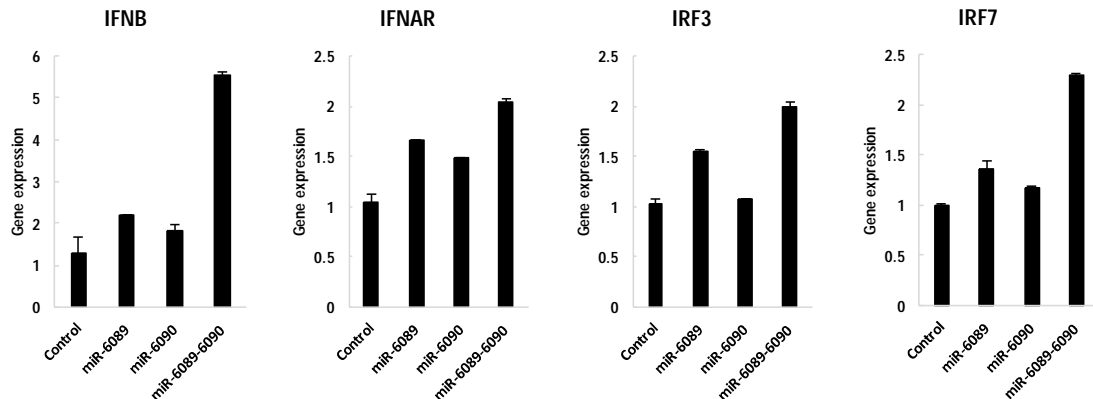 IFNB
Gene expression
6
5
4
3
2
1
0
Control
miR-6089
miR-6090
miR-6089-6090
IFNAR
Gene expression
2.5
2
1.5
1
0.5
0
Control
miR-6089
miR-6090
miR-6089-6090
IRF3
Gene expression
2.5
2
1.5
1
0.5
0
Control
miR-6089
miR-6090
miR-6089-6090
IRF7
Gene expression
2.5
2
1.5
1
0.5
0
Control
miR-6089
miR-6090
miR-6089-6090